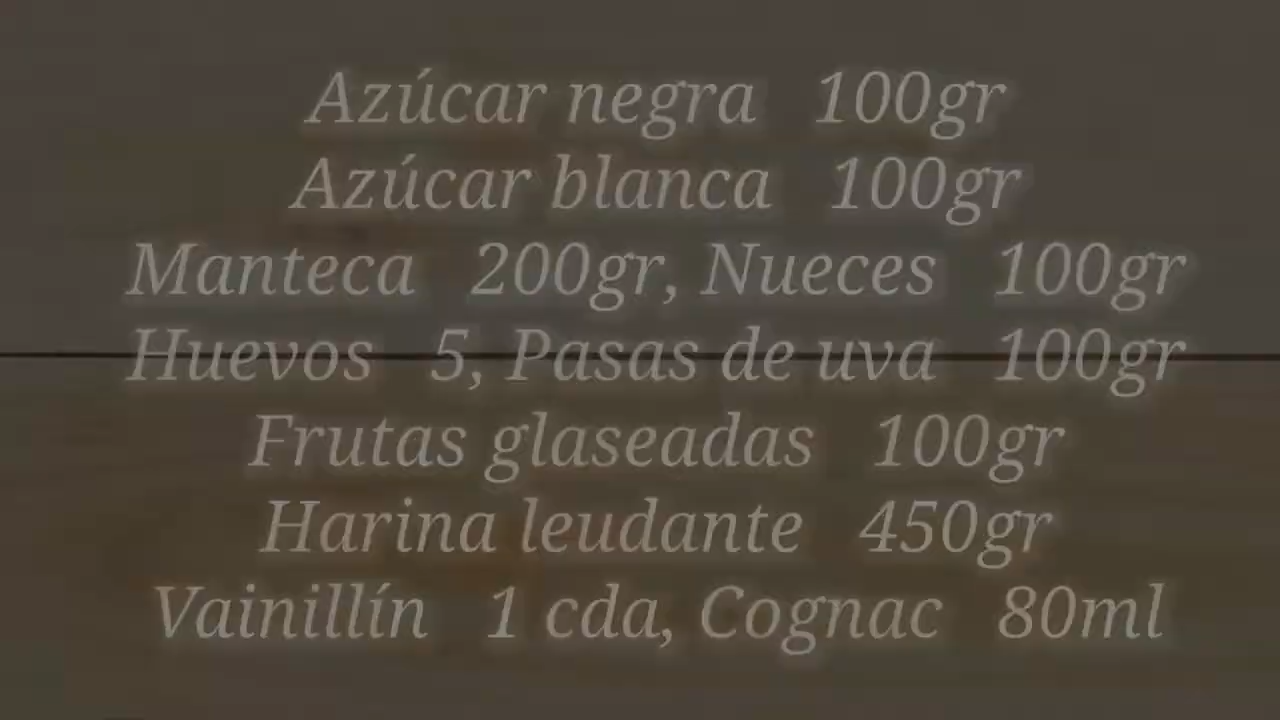 Azúcar negra 100gr
Azúcar blanca 100gr
Manteca 200gr, Nueces 100gr
Huevos 5, Pasas de uva 100gr
Frutas glaseadas 100gr
Harina leudante 450gr
Vainillín 1 cda, Cognac 80ml